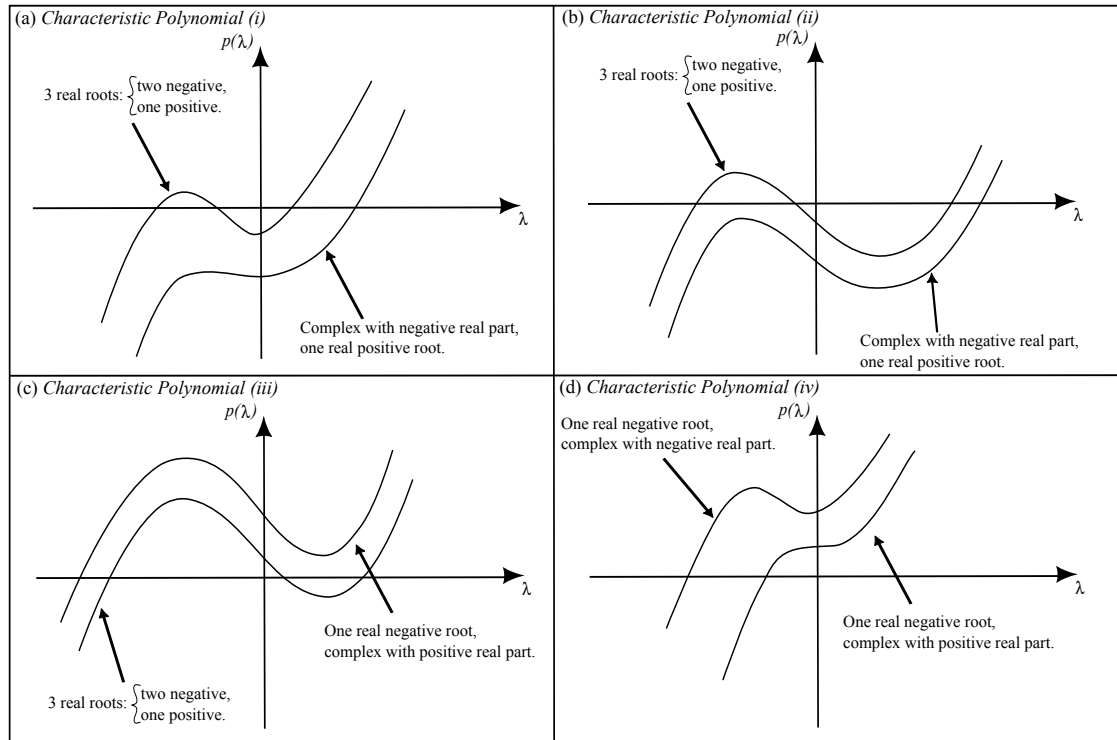 (a) Characteristic Polynomial (i)
p(λ)
3 real roots: { two negative,
one positive.
λ
Complex with negative real part,
one real positive root.
(b) Characteristic Polynomial (ii)
p(λ)
3 real roots: { two negative,
one positive.
λ
Complex with negative real part,
one real positive root.
(c) Characteristic Polynomial (iii)
p(λ)
λ
One real negative root,
complex with positive real part.
3 real roots: { two negative,
one positive.
(d) Characteristic Polynomial (iv)
p(λ)
One real negative root,
complex with negative real part.
λ
One real negative root,
complex with positive real part.